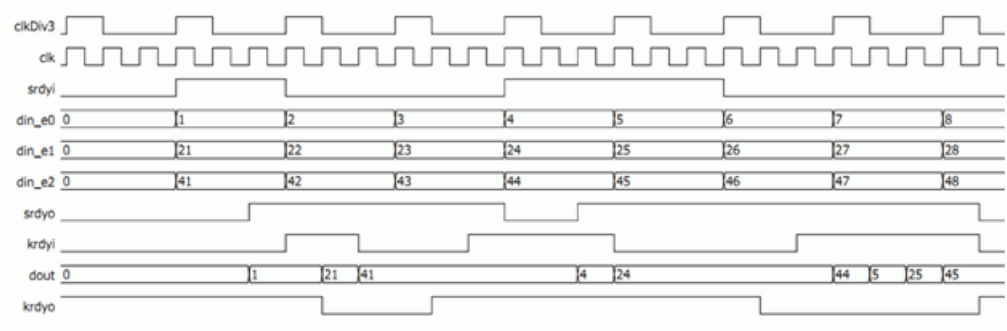 clkDiv3
clk
srdyi
din_e0 0 1 2 3 4 5 6 7 8
din_e1 0 21 22 23 24 25 26 27 28
din_e2 0 41 42 43 44 45 46 47 48
srdyo
krdyi
dout 0 1 21 41 4 24 44 5 25 45
krdyo